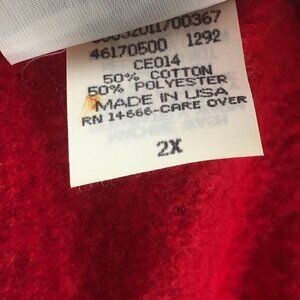 46170500 1292
CE014
50% COTTON
50% POLYESTER
MADE IN USA
RN 14666-CARE OVER
2X